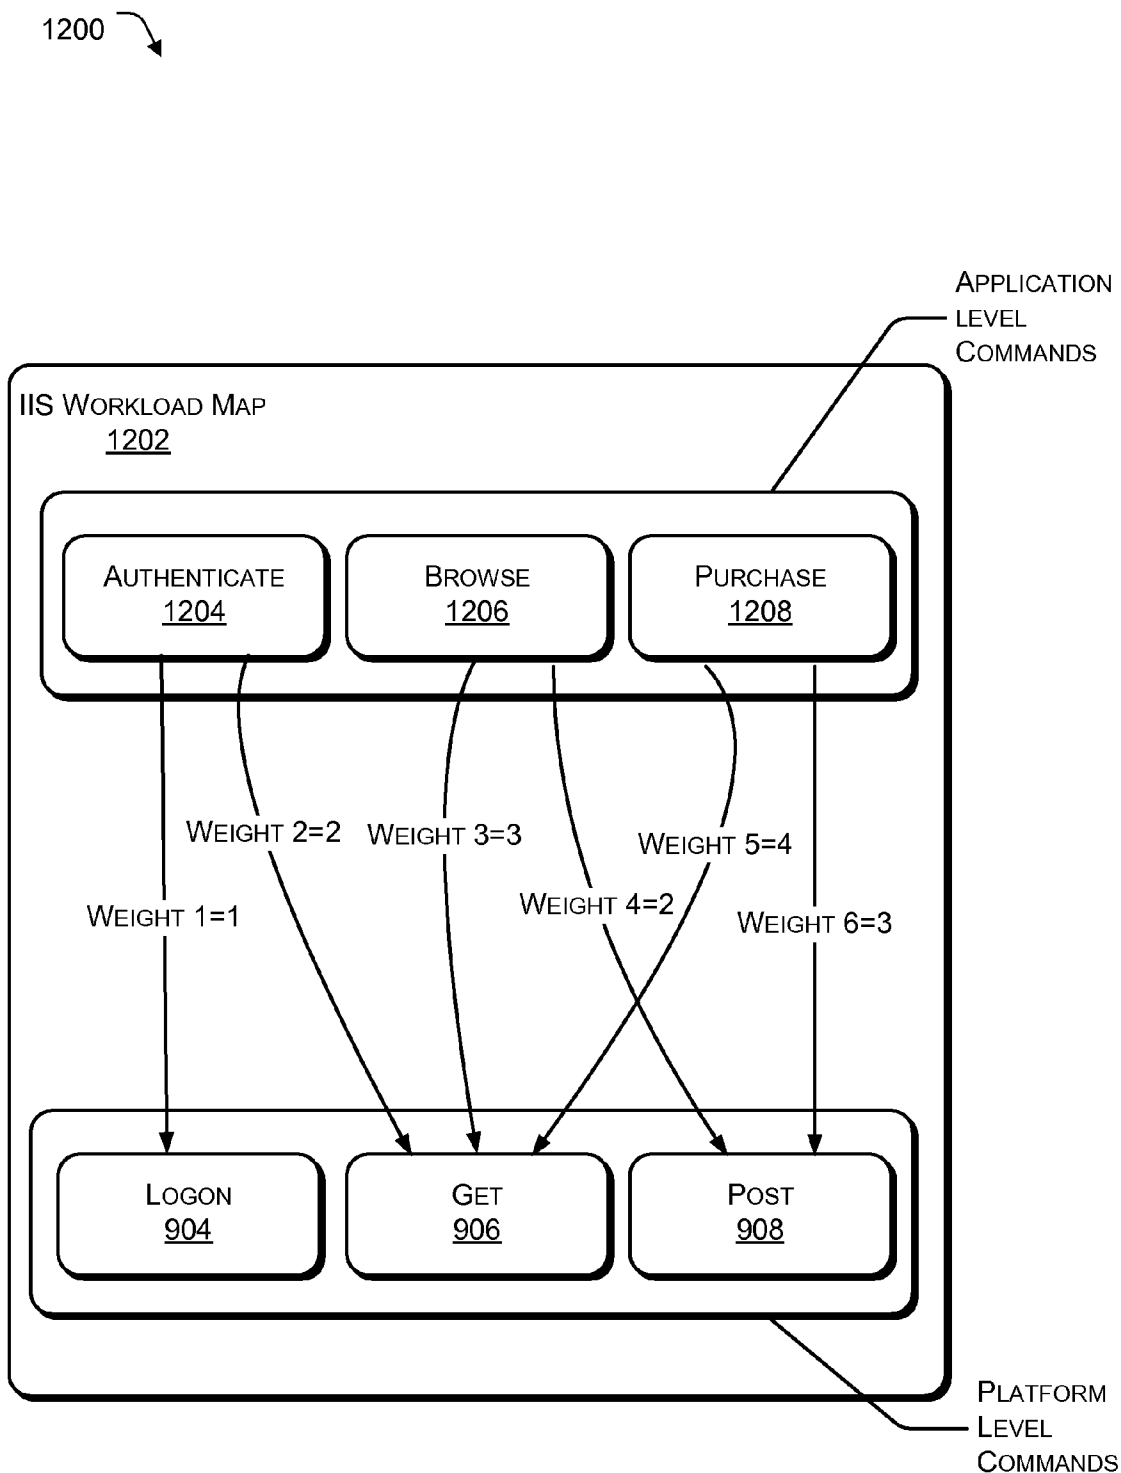 1200
APPLICATION
LEVEL
COMMANDS
IIS WORKLOAD MAP
1202
AUTHENTICATE
1204
BROWSE
1206
PURCHASE
1208
WEIGHT 2=2
WEIGHT 3=3
WEIGHT 5=4
WEIGHT 1=1
WEIGHT 4=2
WEIGHT 6=3
LOGON
904
GET
906
POST
908
PLATFORM
LEVEL
COMMANDS